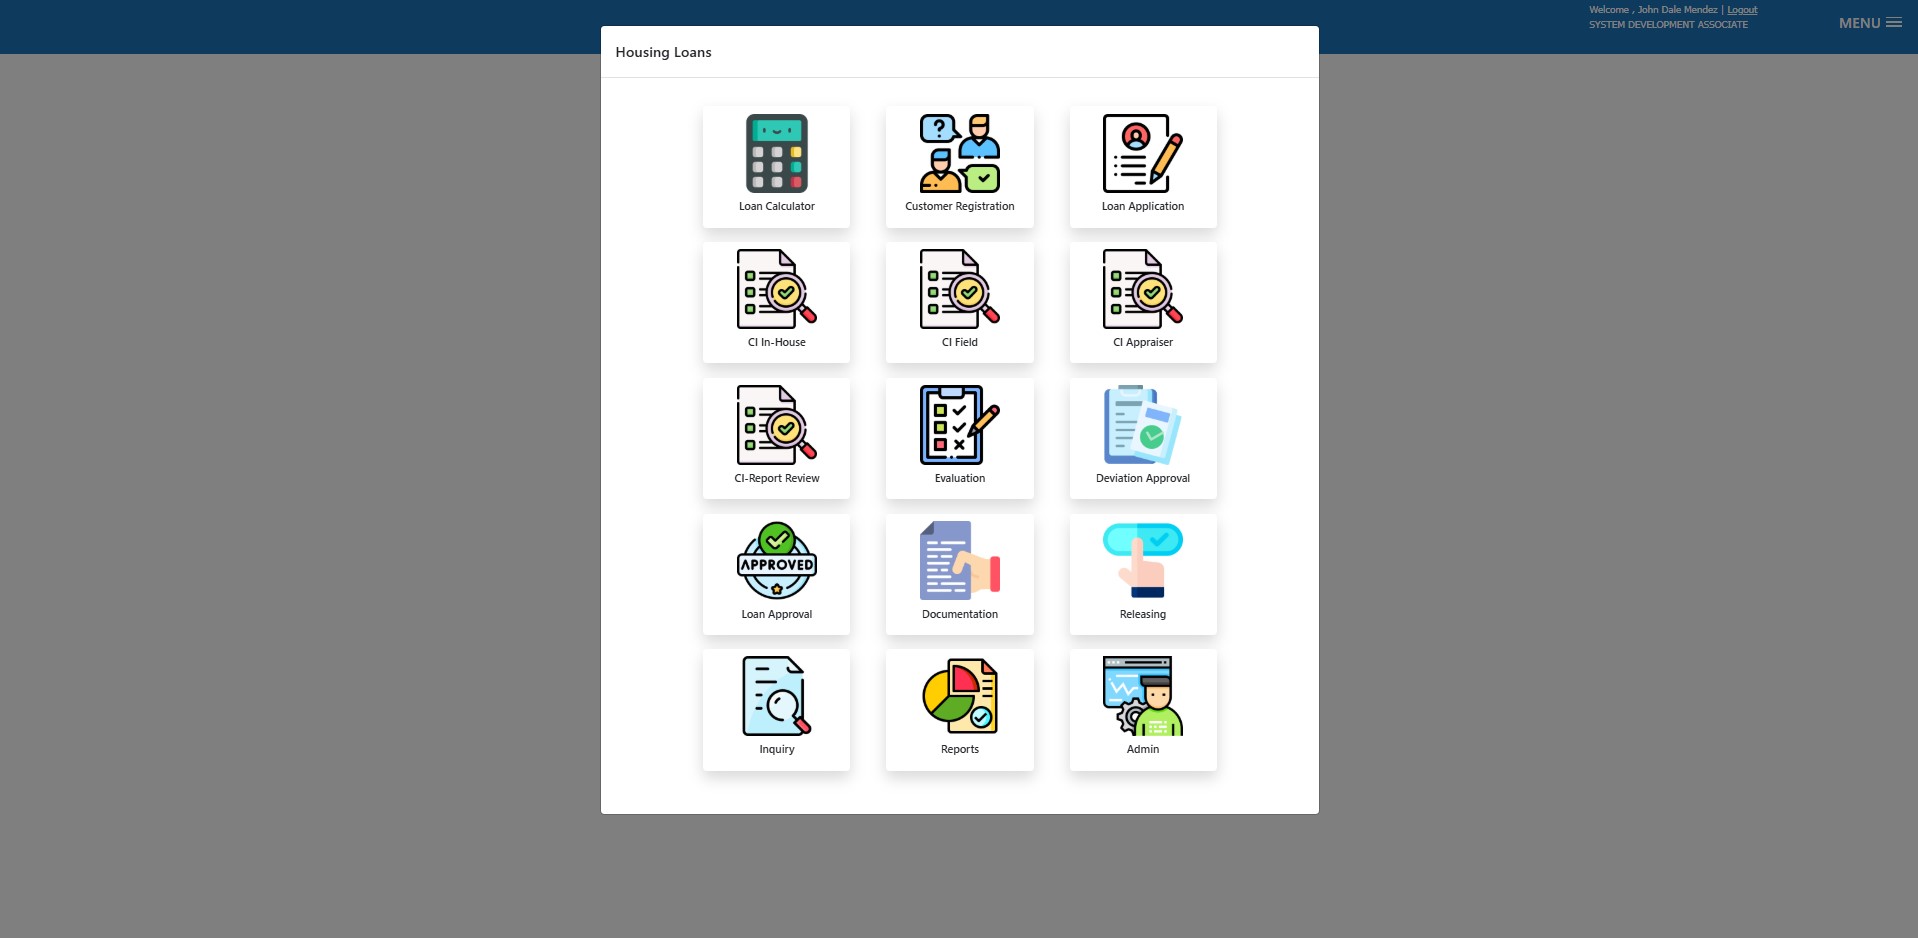 Welcome , John Dale Mendez | Logout
SYSTEM DEVELOPMENT ASSOCIATE
MENU
Housing Loans
Loan Calculator
?
Customer Registration
Loan Application
CI In-House
CI Field
CI Appraiser
CI-Report Review
Evaluation
Deviation Approval
APPROVED
Loan Approval
Documentation
Releasing
Inquiry
Reports
Admin